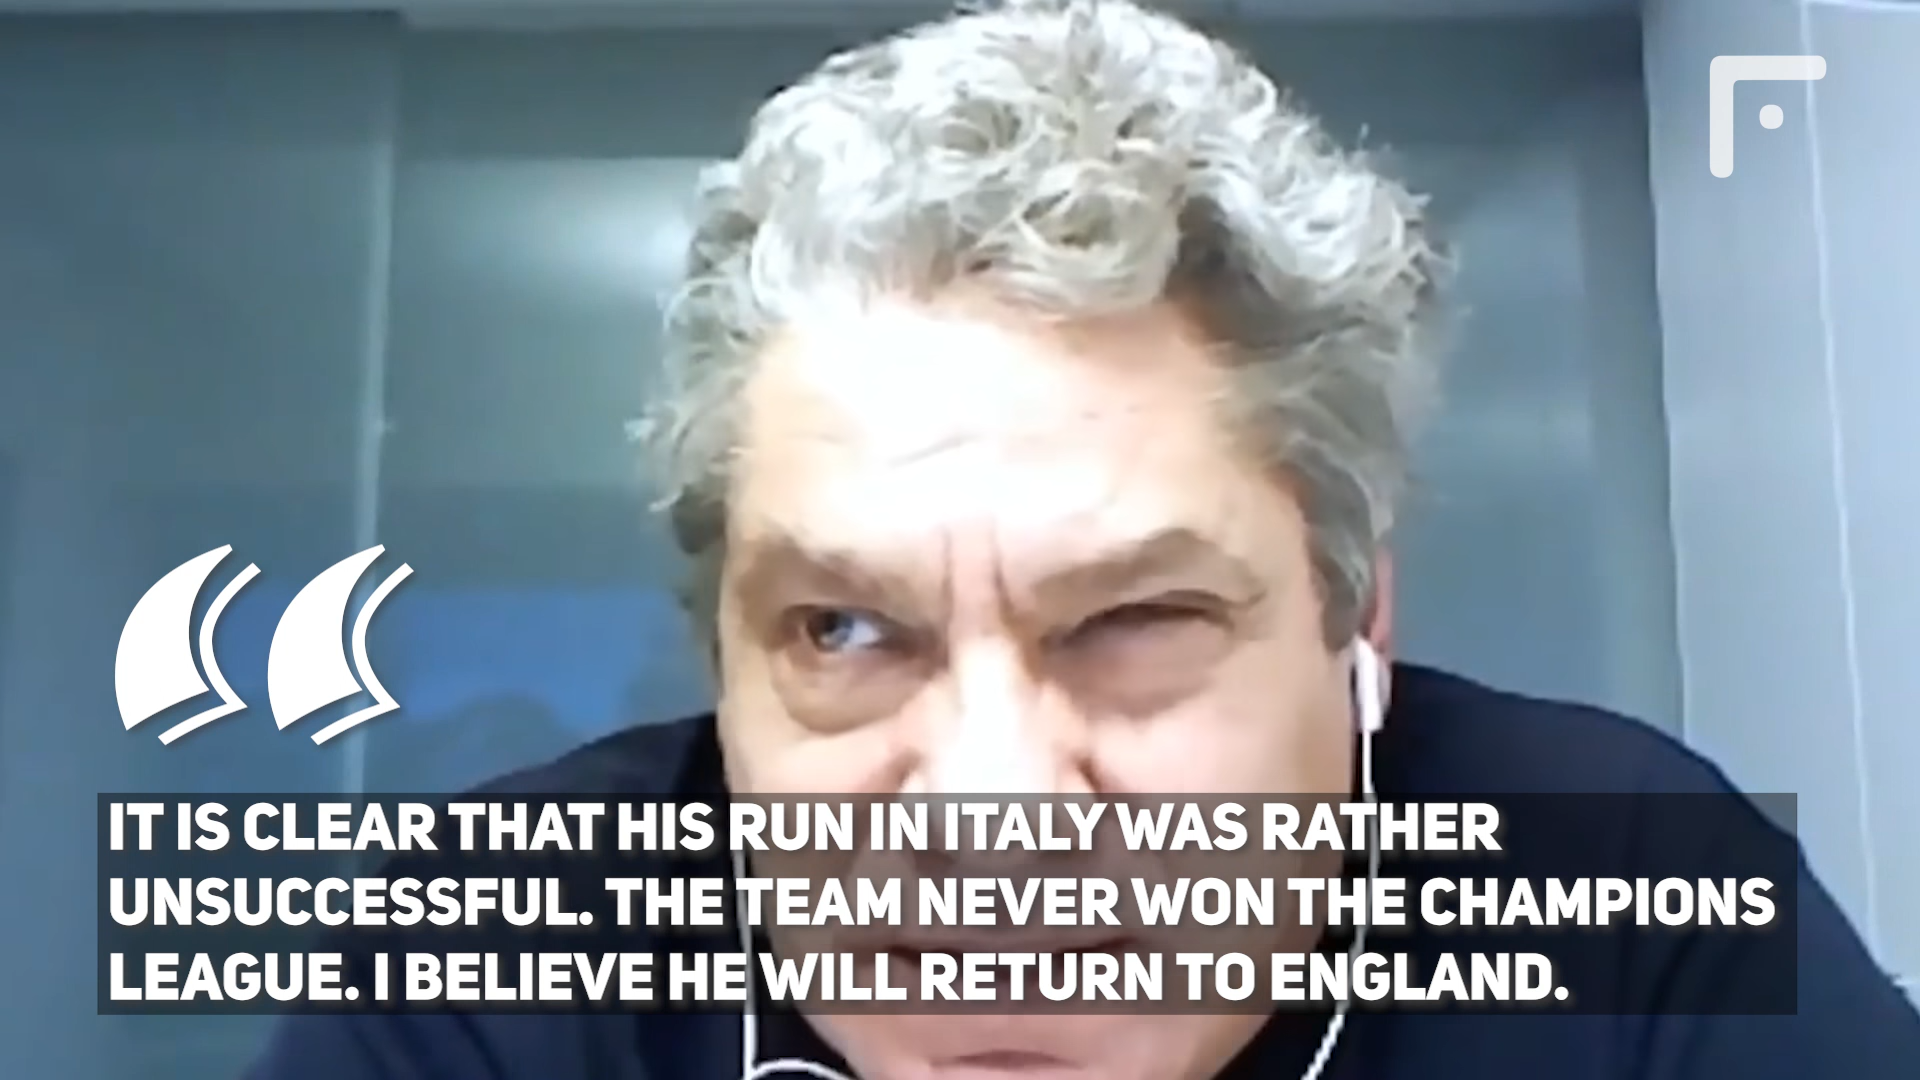 IT IS CLEAR THAT HIS RUN IN ITALY WAS RATHER
UNSUCCESSFUL. THE TEAM NEVER WON THE CHAMPIONS
LEAGUE. I BELIEVE HE WILL RETURN TO ENGLAND.